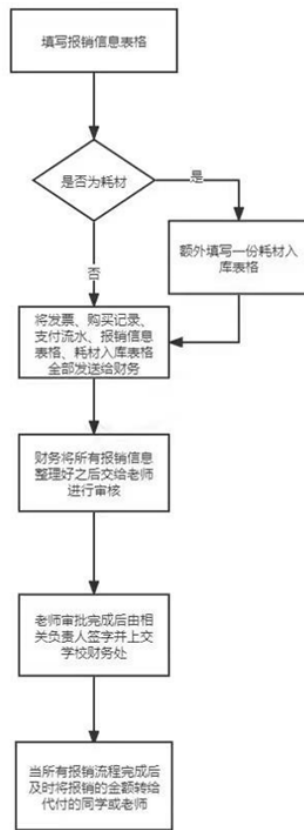 填写报销信息表格
是否为耗材
是
额外填写一份耗材入
库表格
否
将发票、购买记录、
支付流水、报销信息
表格、耗材入库表格
全部发送给财务
财务将所有报销信息
整理好之后交给老师
进行审核
老师审批完成后由相
关负责人签字并上交
学校财务处
当所有报销流程完成后
及时将报销的金额转给
代付的同学或老师